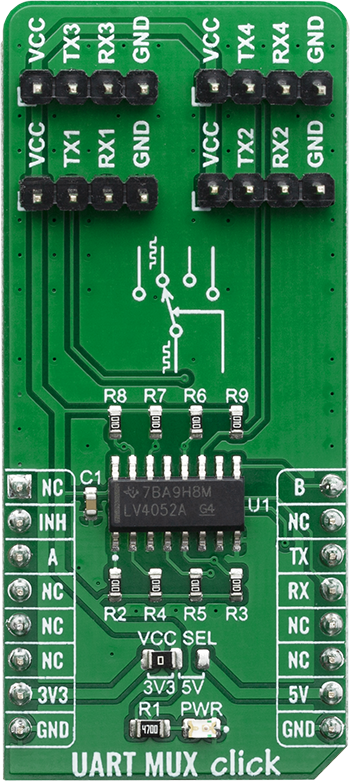 VCC TX3 RX3 GND VCC TX4 RX4 GND
VCC TX1 RX1 GND VCC TX2 RX2 GND
R8 R7 R6 R9
C1
7BA9H8M
LV4052A G4
U1
NC B
INH NC
A TX
NC RX
R2 R4 R5 R3
NC NC
VCC SEL
NC NC
0
3V3 3V3 5V 5V
R1 PWR
GND 4700 GND
UART MUX click